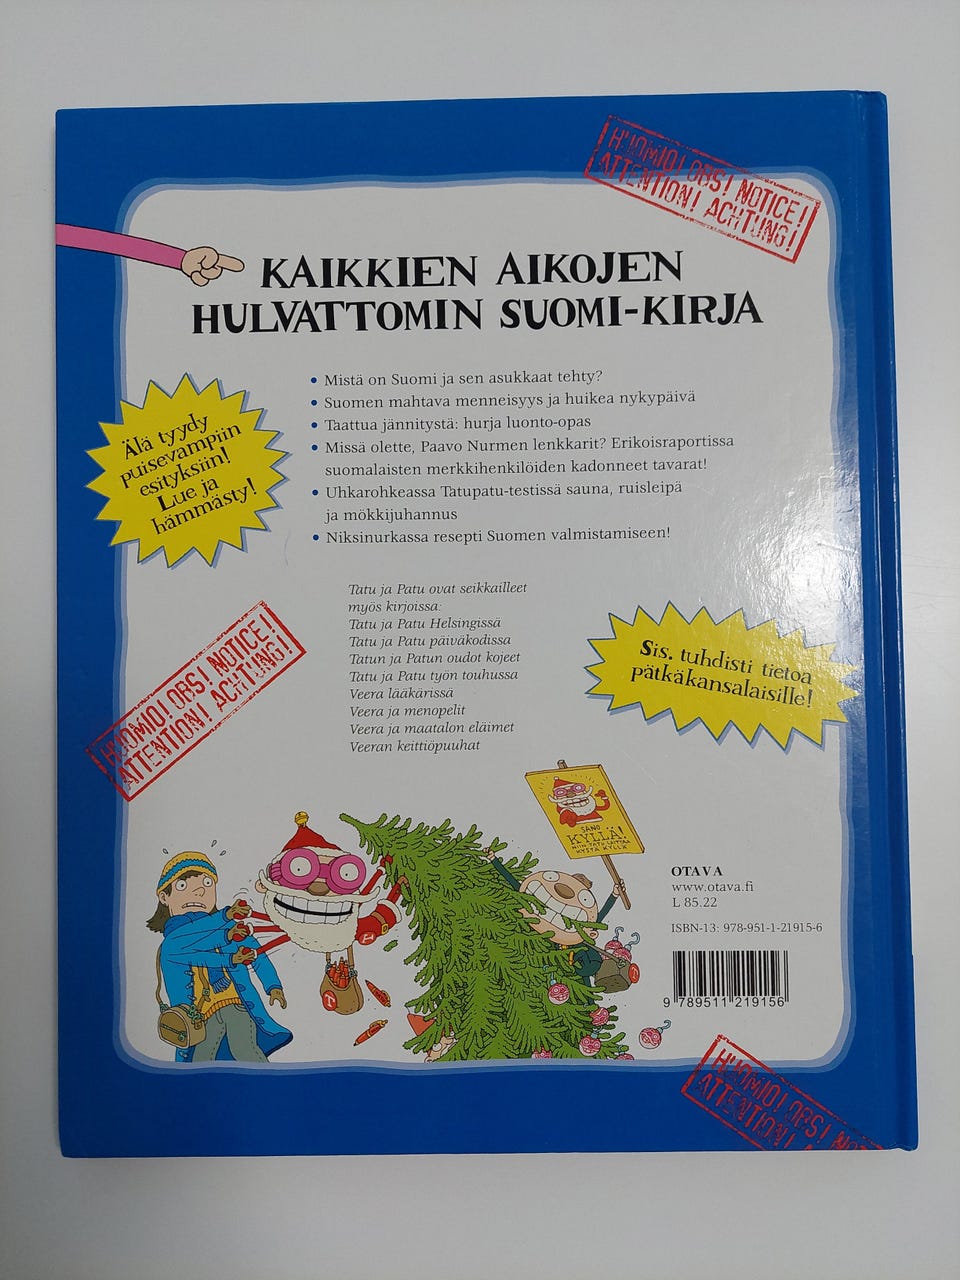 HUOMIO! OBS! NOTICE!
ATTENTION! ACHTUNG!
KAIKKIEN AIKOJEN
HULVATTOMIN SUOMI-KIRJA
• Mistä on Suomi ja sen asukkaat tehty?
• Suomen mahtava menneisyys ja huikea nykypäivä
• Taattua jännitystä: hurja luonto-opas
• Missä olette, Paavo Nurmen lenkkarit? Erikoisraportissa
suomalaisten merkkihenkilöiden kadonneet tavarat!
• Uhkarohkeassa Tatupatu-testissä sauna, ruisleipä
ja mökkijuhannus
• Niksinurkassa resepti Suomen valmistamiseen!
Älä tyydy
puisevampiin
esityksiin!
Lue ja
hämmästy!
Tatu ja Patu ovat seikkailleet
myös kirjoissa:
Tatu ja Patu Helsingissä
Tatu ja Patu päiväkodissa
Tatun ja Patun oudot kojeet
Tatu ja Patu työn touhussa
Veera lääkärissä
Veera ja menopelit
Veera ja maatalon eläimet
Veeran keittiöpuuhat
Sis. tuhdisti tietoa
pätkäkansalaisille!
HUOMIO! OBS! NOTICE!
ATTENTION! ACHTUNG!
SANO
KYLLÄ!
NIIN TATU LAITTAA
KYSTÄ KYLLÄ
T
T
OTAVA
www.otava.fi
L 85.22
ISBN-13: 978-951-1-21915-6
9 789511 219156
HUOMIO! OBS! NO
ATTENTION! A